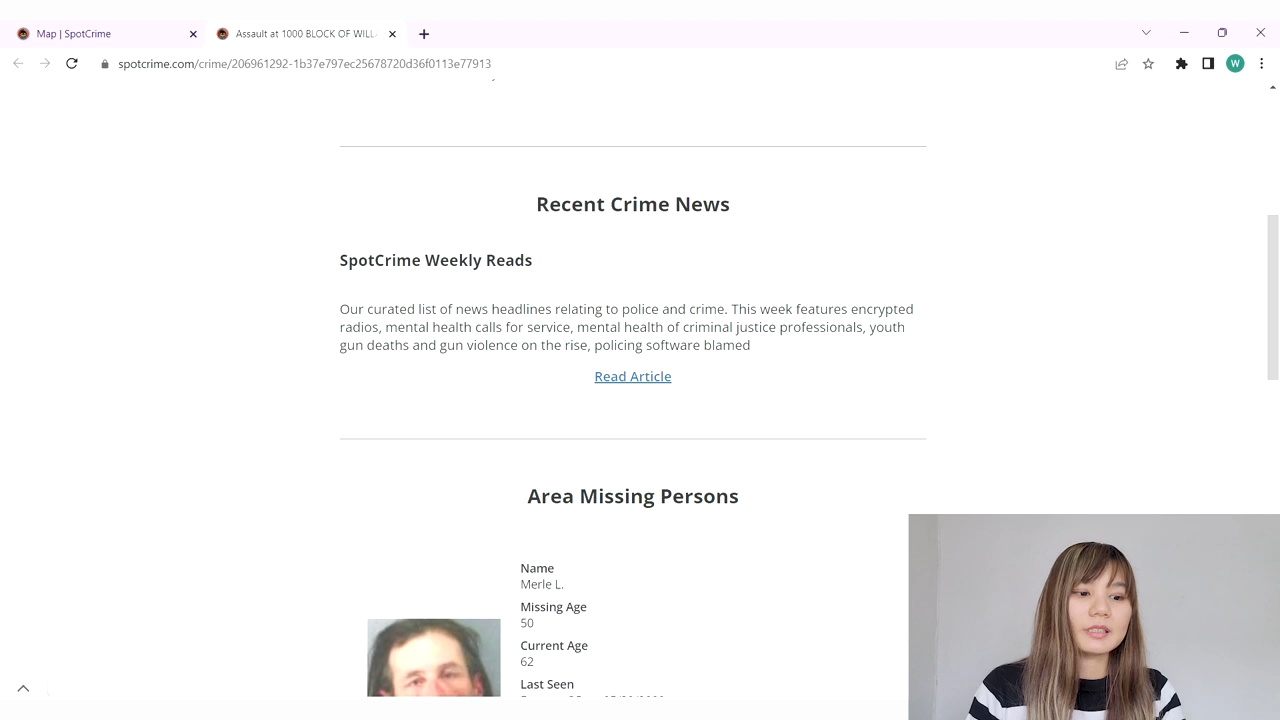 Map | SpotCrime
Assault at 1000 BLOCK OF WILL
spotcrime.com/crime/206961292-1b37e797ec25678720d36f0113e77913
W
Recent Crime News
SpotCrime Weekly Reads
Our curated list of news headlines relating to police and crime. This week features encrypted
radios, mental health calls for service, mental health of criminal justice professionals, youth
gun deaths and gun violence on the rise, policing software blamed
Read Article
Area Missing Persons
Name
Merle L.
Missing Age
50
Current Age
62
Last Seen